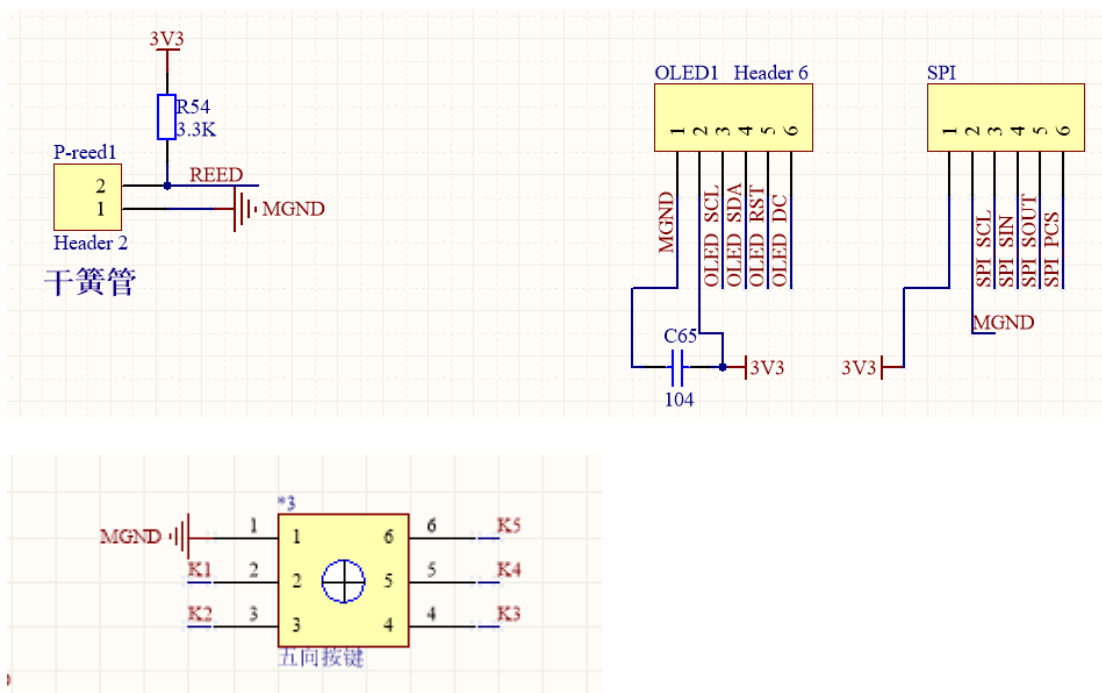 3V3
R54
3.3K
P-reed1
2
REED
1
MGND
Header 2
干簧管
OLED1 Header 6
1 2 3 4 5 6
MGND
OLED SCL
OLED SDA
OLED RST
OLED DC
C65
3V3
104
SPI
1 2 3 4 5 6
SPI SCL
SPI SIN
SPI SOUT
SPI PCS
MGND
3V3
*3
MGND 1 1 6 6 K5
K1 2 2 5 5 K4
K2 3 3 4 4 K3
五向按键